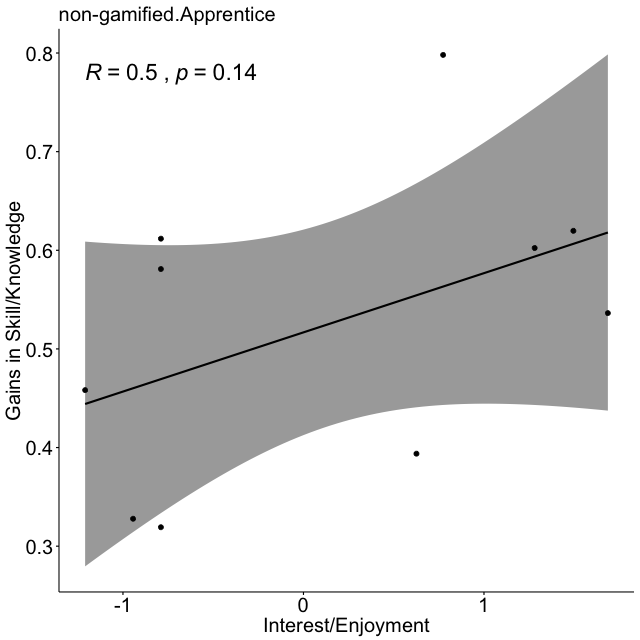 non-gamified.Apprentice
R = 0.5 , p = 0.14
0.8
0.7
0.6
0.5
0.4
0.3
Gains in Skill/Knowledge
-1 0 1
Interest/Enjoyment